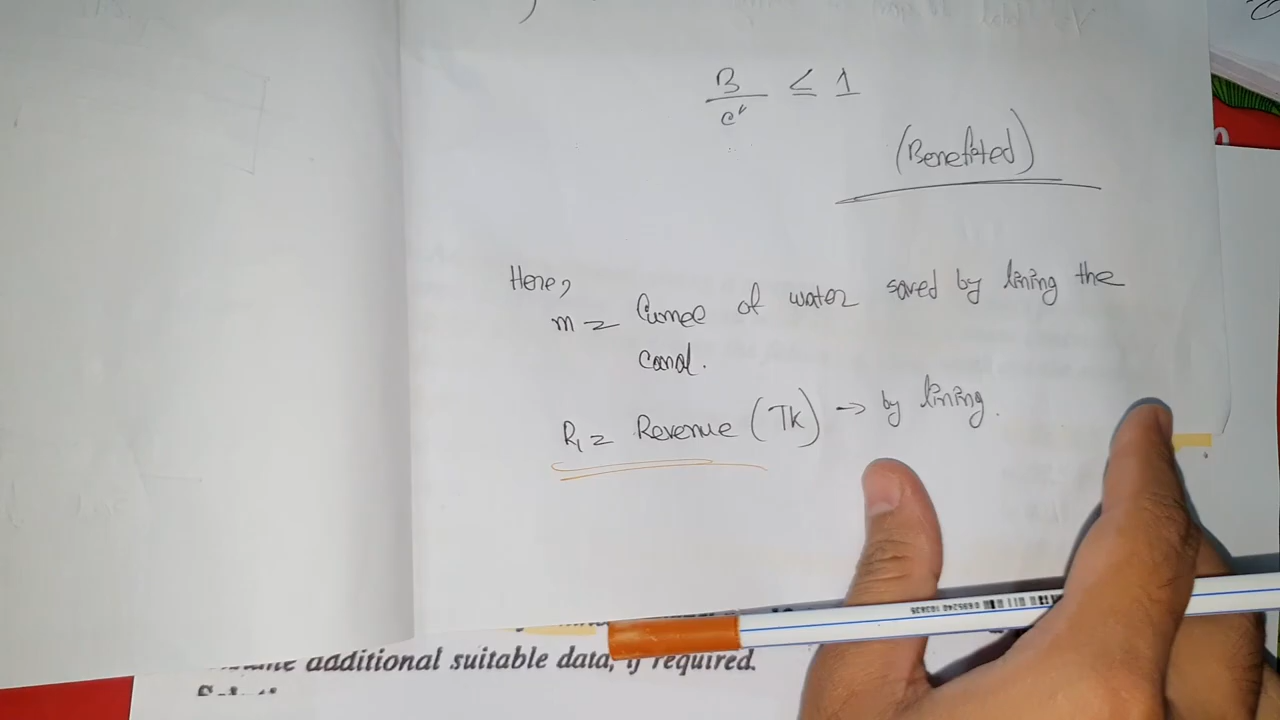 B
— ≤ 1
C
(Benefited)
Here,
m = Cumec of water saved by lining the
canal.
R₁ = Revenue (Tk) → by lining.
additional suitable data, if required.